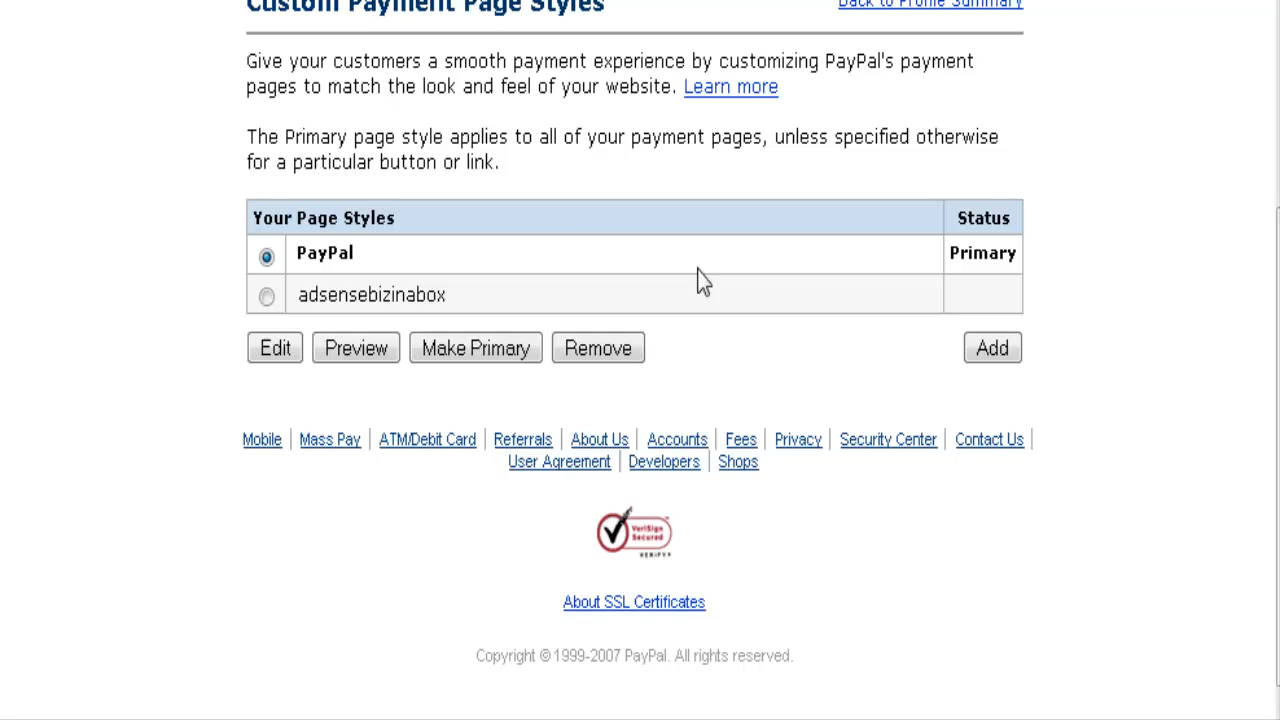 Custom Payment Page Styles
Back to Profile Summary
Give your customers a smooth payment experience by customizing PayPal's payment
pages to match the look and feel of your website. Learn more
The Primary page style applies to all of your payment pages, unless specified otherwise
for a particular button or link.
Your Page Styles Status
PayPal Primary
adsensebizinabox
Edit Preview Make Primary Remove Add
Mobile Mass Pay ATM/Debit Card Referrals About Us Accounts Fees Privacy Security Center Contact Us
User Agreement Developers Shops
VeriSign
Secured
VERIFY
About SSL Certificates
Copyright © 1999-2007 PayPal. All rights reserved.